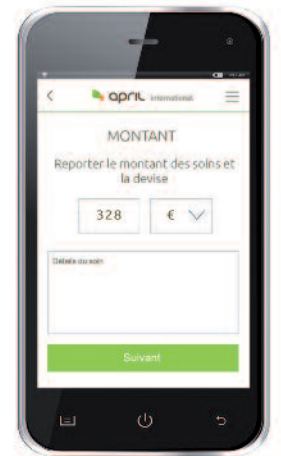 april international
MONTANT
Reporter le montant des soins et
la devise
328 €
Détails du soin
Suivant